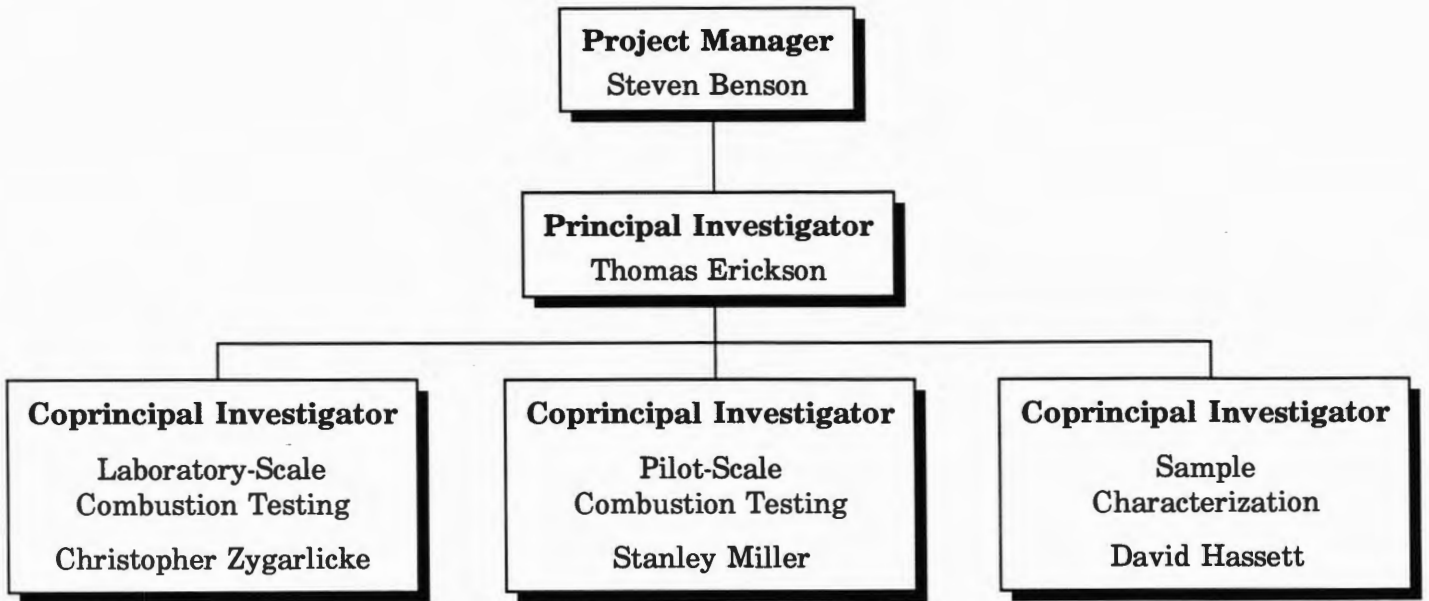 Project Manager
Steven Benson
Principal Investigator
Thomas Erickson
Coprincipal Investigator
Laboratory-Scale
Combustion Testing
Christopher Zygarlicke
Coprincipal Investigator
Pilot-Scale
Combustion Testing
Stanley Miller
Coprincipal Investigator
Sample
Characterization
David Hassett